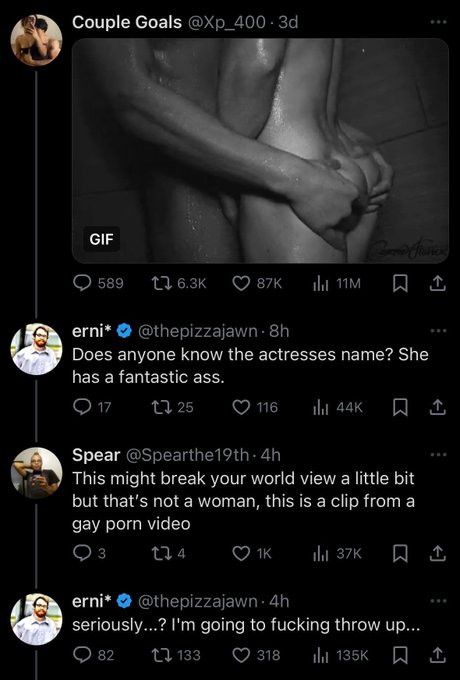 Couple Goals @Xp_400 · 3d
GIF
589 6.3K 87K 11M
erni* @thepizzajawn · 8h
Does anyone know the actresses name? She
has a fantastic ass.
17 25 116 44K
Spear @Spearthe19th · 4h
This might break your world view a little bit
but that’s not a woman, this is a clip from a
gay porn video
3 4 1K 37K
erni* @thepizzajawn · 4h
seriously...? I'm going to fucking throw up...
82 133 318 135K